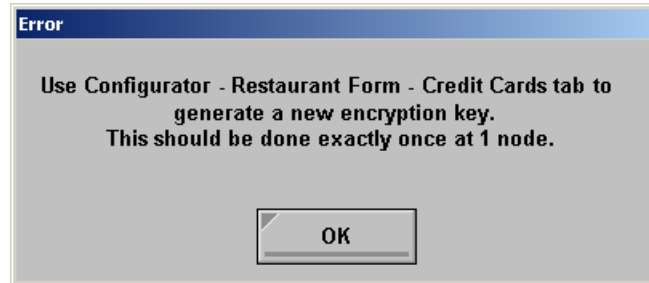 Error
Use Configurator - Restaurant Form - Credit Cards tab to
generate a new encryption key.
This should be done exactly once at 1 node.
OK